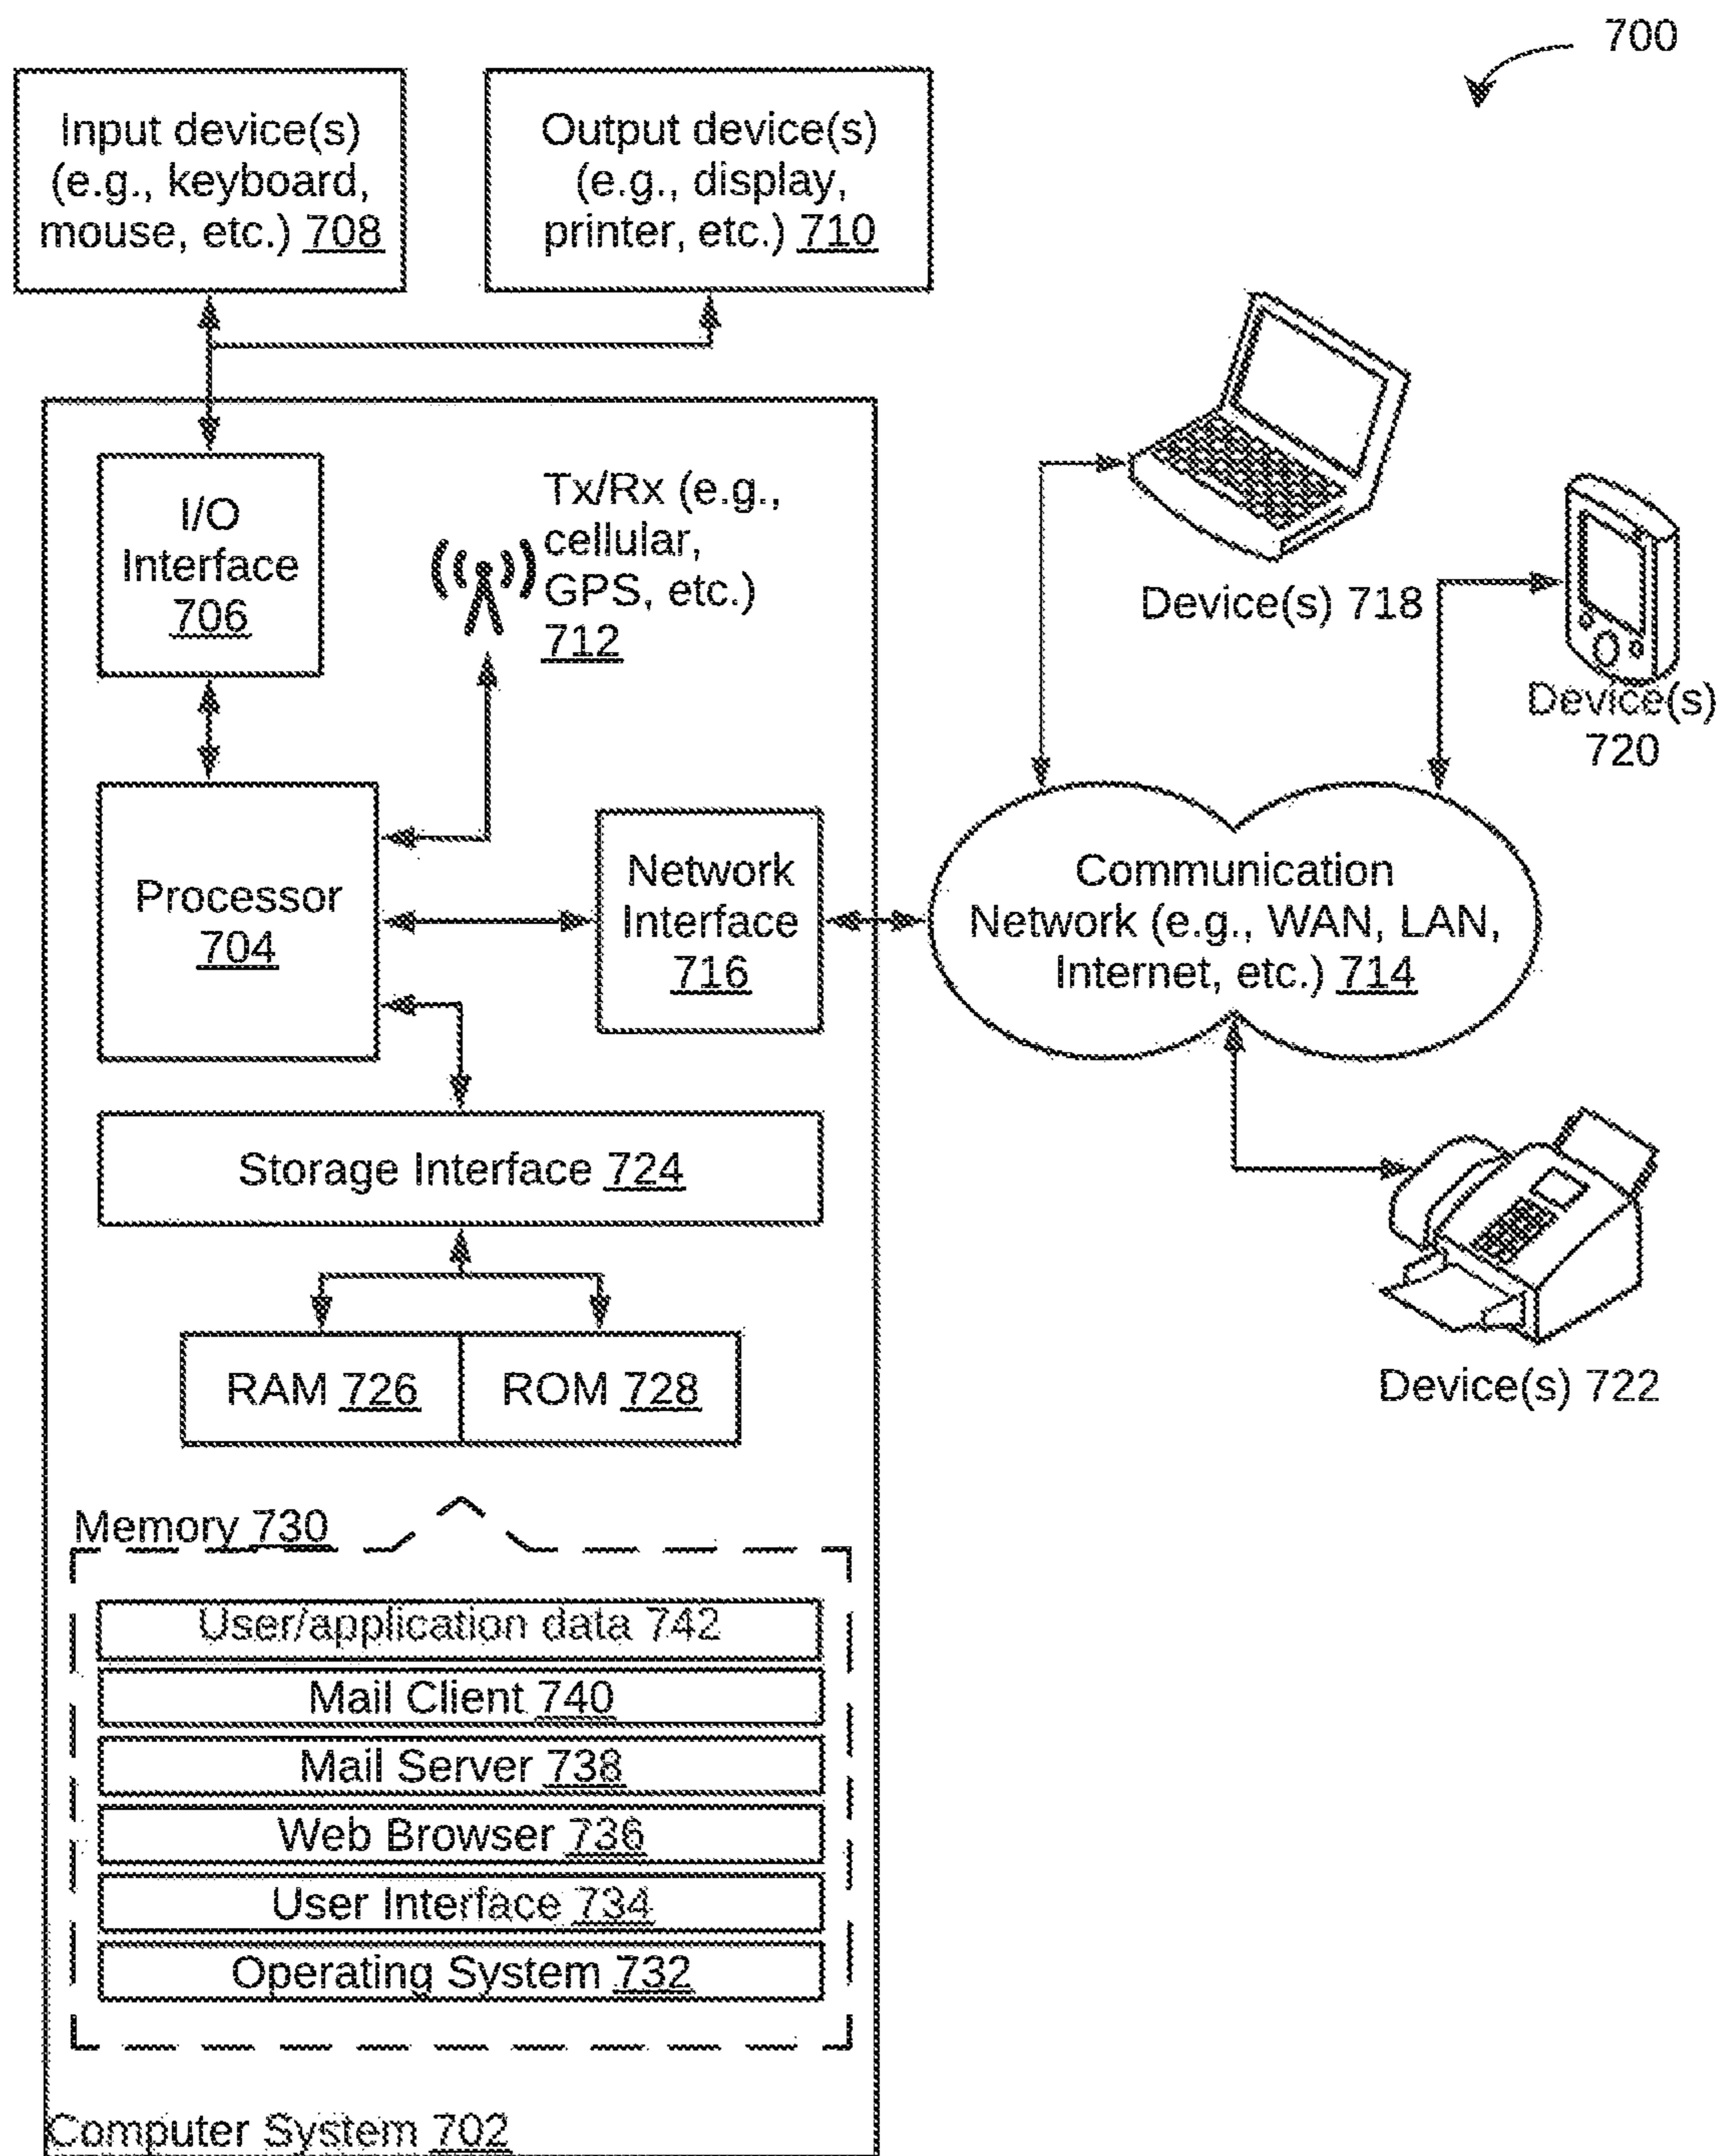 700
Input device(s)
(e.g., keyboard,
mouse, etc.) 708
Output device(s)
(e.g., display,
printer, etc.) 710
I/O
Interface
706
Tx/Rx (e.g.,
cellular,
GPS, etc.)
712
Device(s) 718
Device(s)
720
Processor
704
Network
Interface
716
Communication
Network (e.g., WAN, LAN,
Internet, etc.) 714
Storage Interface 724
RAM 726
ROM 728
Device(s) 722
Memory 730
User/application data 742
Mail Client 740
Mail Server 738
Web Browser 736
User Interface 734
Operating System 732
Computer System 702